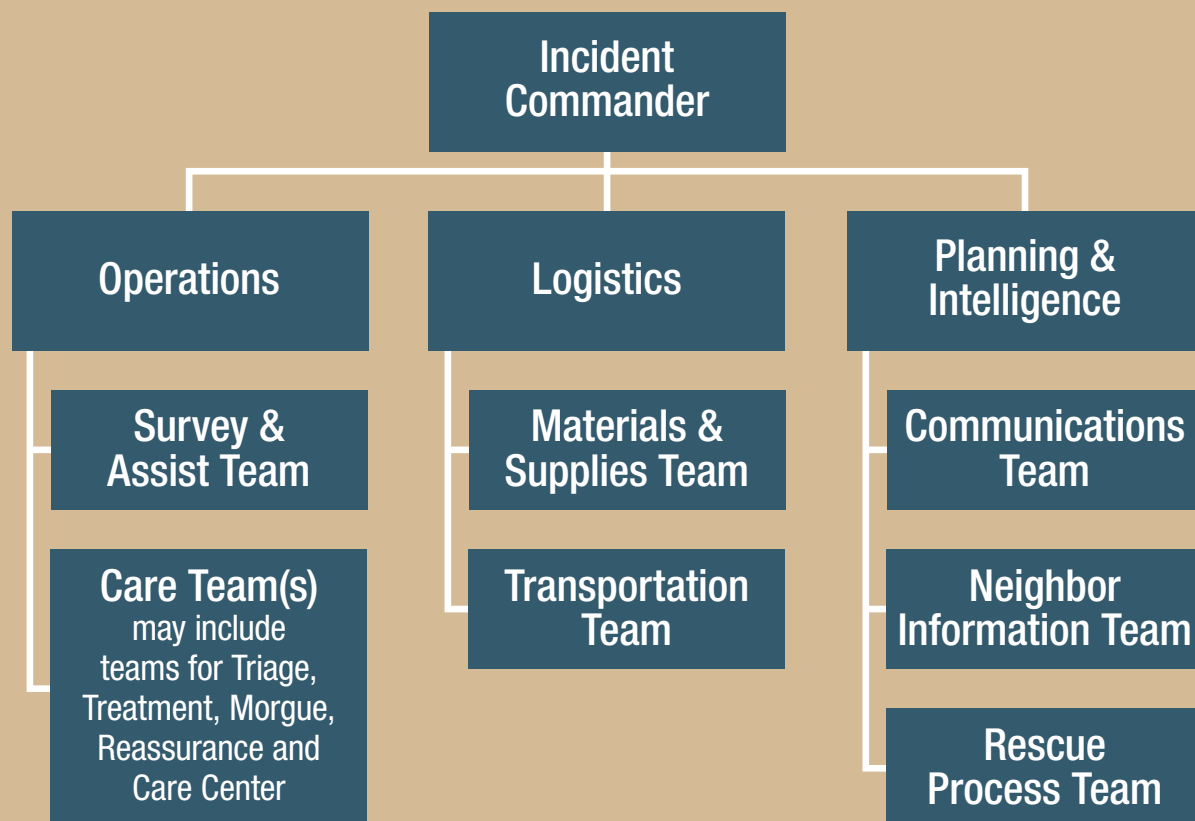 Incident
Commander
Operations
Logistics
Planning &
Intelligence
Survey &
Assist Team
Materials &
Supplies Team
Communications
Team
Care Team(s)
may include
teams for Triage,
Treatment, Morgue,
Reassurance and
Care Center
Transportation
Team
Neighbor
Information Team
Rescue
Process Team